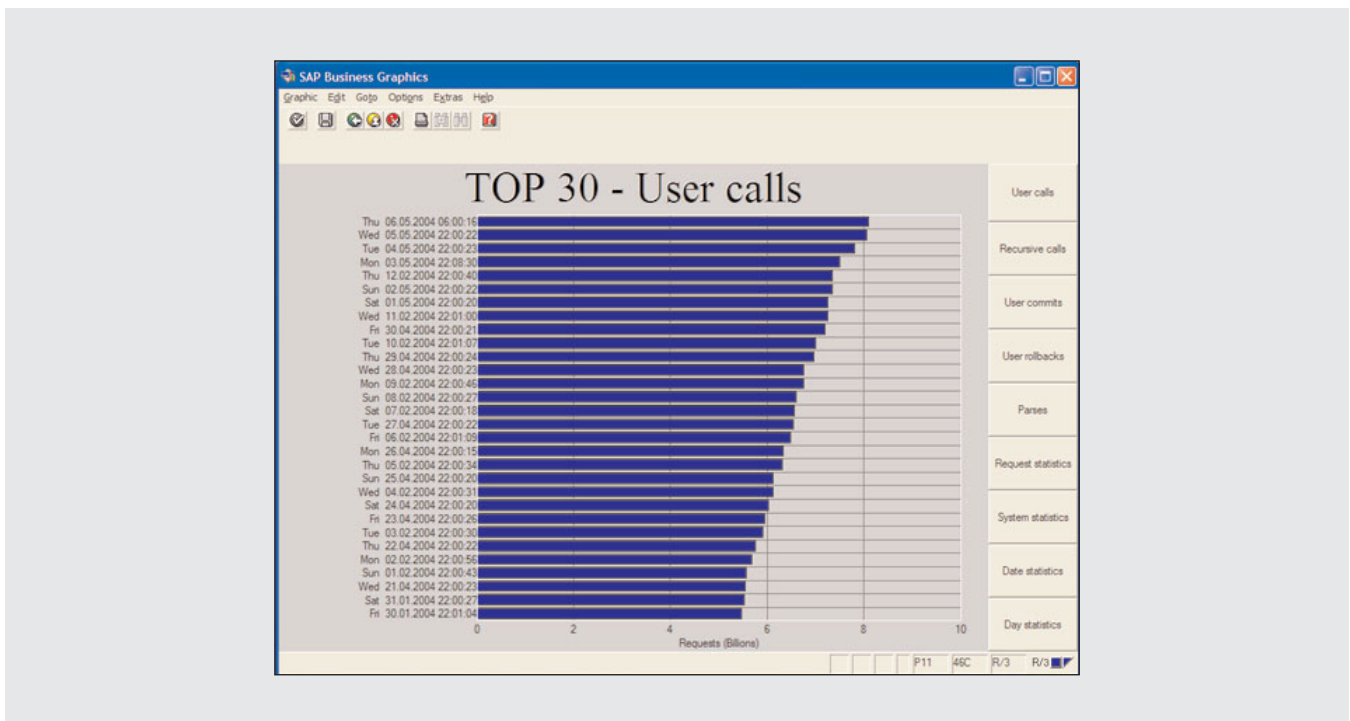 SAP Business Graphics
Graphic Edit Goto Options Extras Help
TOP 30 - User calls
Thu 06.05.2004 06:00:16
Wed 05.05.2004 22:00:22
Tue 04.05.2004 22:00:23
Mon 03.05.2004 22:08:30
Thu 12.02.2004 22:00:40
Sun 02.05.2004 22:00:22
Sat 01.05.2004 22:00:20
Wed 11.02.2004 22:01:00
Fri 30.04.2004 22:00:21
Tue 10.02.2004 22:01:07
Thu 29.04.2004 22:00:24
Wed 28.04.2004 22:00:23
Mon 09.02.2004 22:00:46
Sun 08.02.2004 22:00:27
Sat 07.02.2004 22:00:18
Tue 27.04.2004 22:00:22
Fri 06.02.2004 22:01:09
Mon 26.04.2004 22:00:15
Thu 05.02.2004 22:00:34
Sun 25.04.2004 22:00:20
Wed 04.02.2004 22:00:31
Sat 24.04.2004 22:00:20
Fri 23.04.2004 22:00:26
Tue 03.02.2004 22:00:30
Thu 22.04.2004 22:00:22
Mon 02.02.2004 22:00:56
Sun 01.02.2004 22:00:43
Wed 21.04.2004 22:00:23
Sat 31.01.2004 22:00:27
Fri 30.01.2004 22:01:04
0 2 4 6 8 10
Requests (Billions)
User calls
Recursive calls
User commits
User rollbacks
Parses
Request statistics
System statistics
Date statistics
Day statistics
P11 46C R/3 R/3